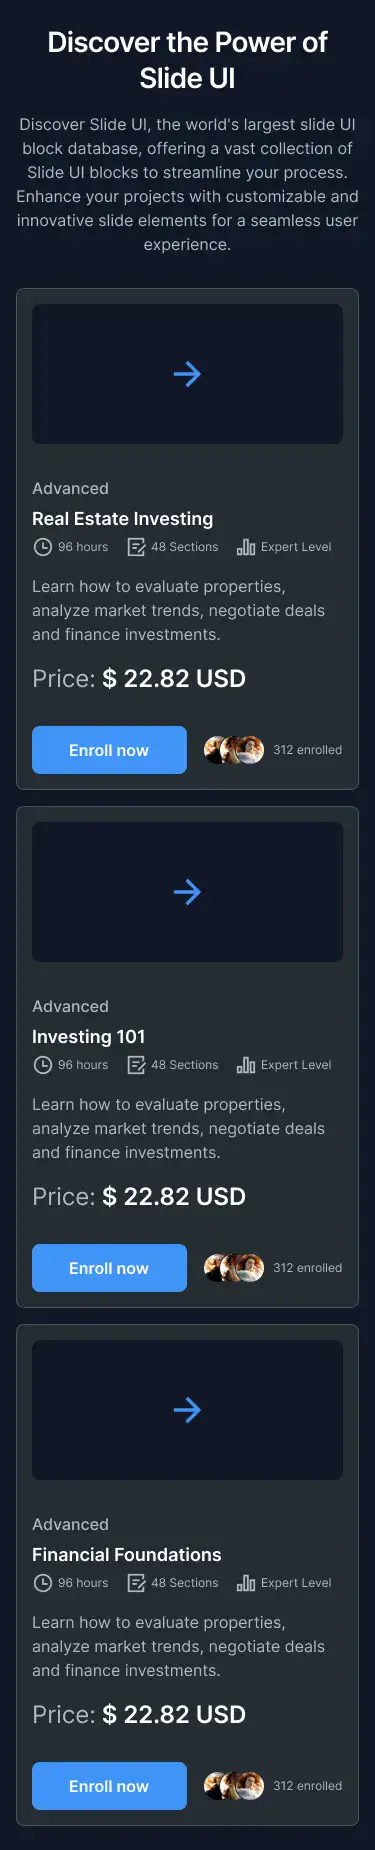 Discover the Power of
Slide UI
Discover Slide UI, the world's largest slide UI
block database, offering a vast collection of
Slide UI blocks to streamline your process.
Enhance your projects with customizable and
innovative slide elements for a seamless user
experience.
Advanced
Real Estate Investing
96 hours 48 Sections Expert Level
Learn how to evaluate properties,
analyze market trends, negotiate deals
and finance investments.
Price: $ 22.82 USD
Enroll now 312 enrolled
Advanced
Investing 101
96 hours 48 Sections Expert Level
Learn how to evaluate properties,
analyze market trends, negotiate deals
and finance investments.
Price: $ 22.82 USD
Enroll now 312 enrolled
Advanced
Financial Foundations
96 hours 48 Sections Expert Level
Learn how to evaluate properties,
analyze market trends, negotiate deals
and finance investments.
Price: $ 22.82 USD
Enroll now 312 enrolled